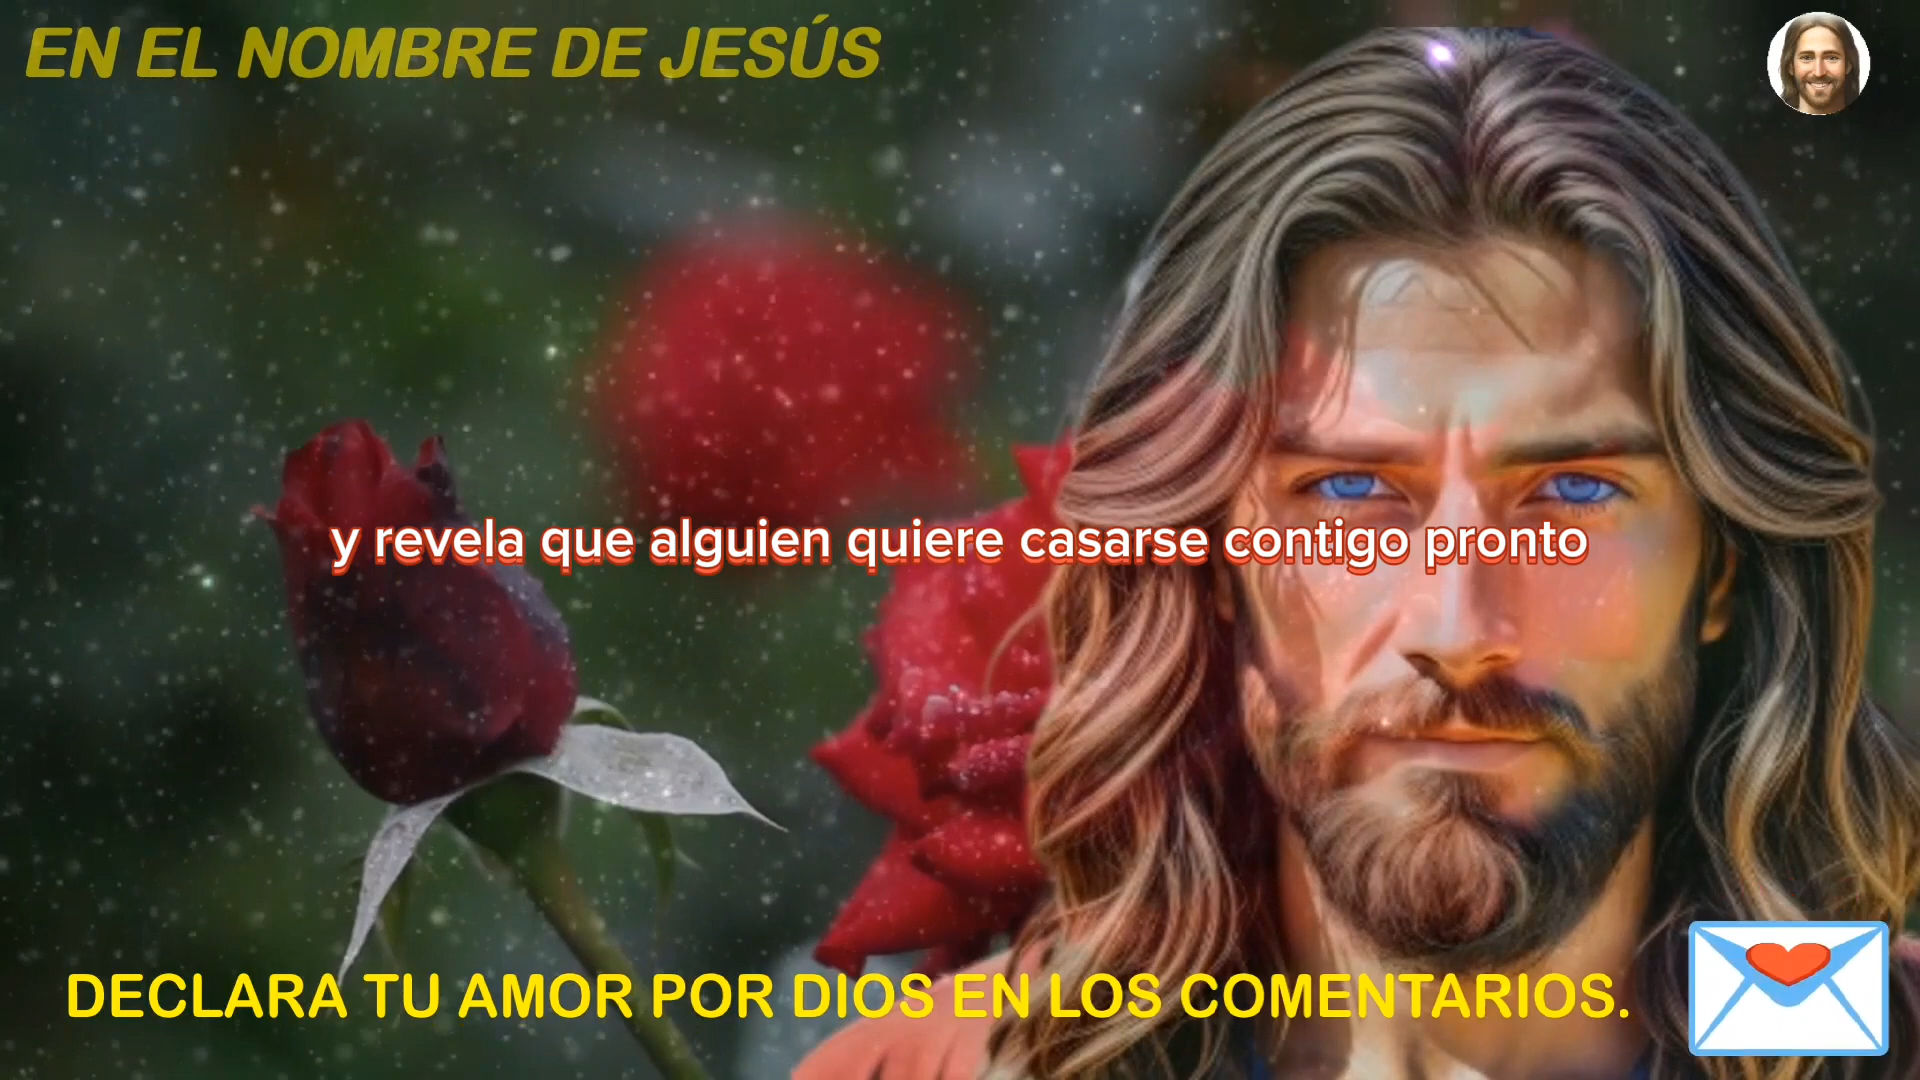 EN EL NOMBRE DE JESÚS
y revela que alguien quiere casarse contigo pronto
DECLARA TU AMOR POR DIOS EN LOS COMENTARIOS.